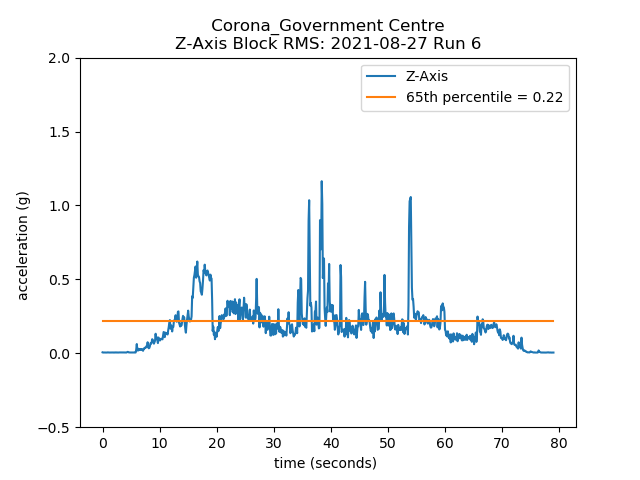 Corona_Government Centre
Z-Axis Block RMS: 2021-08-27 Run 6
2.0
1.5
1.0
0.5
0.0
−0.5
acceleration (g)
Z-Axis
65th percentile = 0.22
0 10 20 30 40 50 60 70 80
time (seconds)